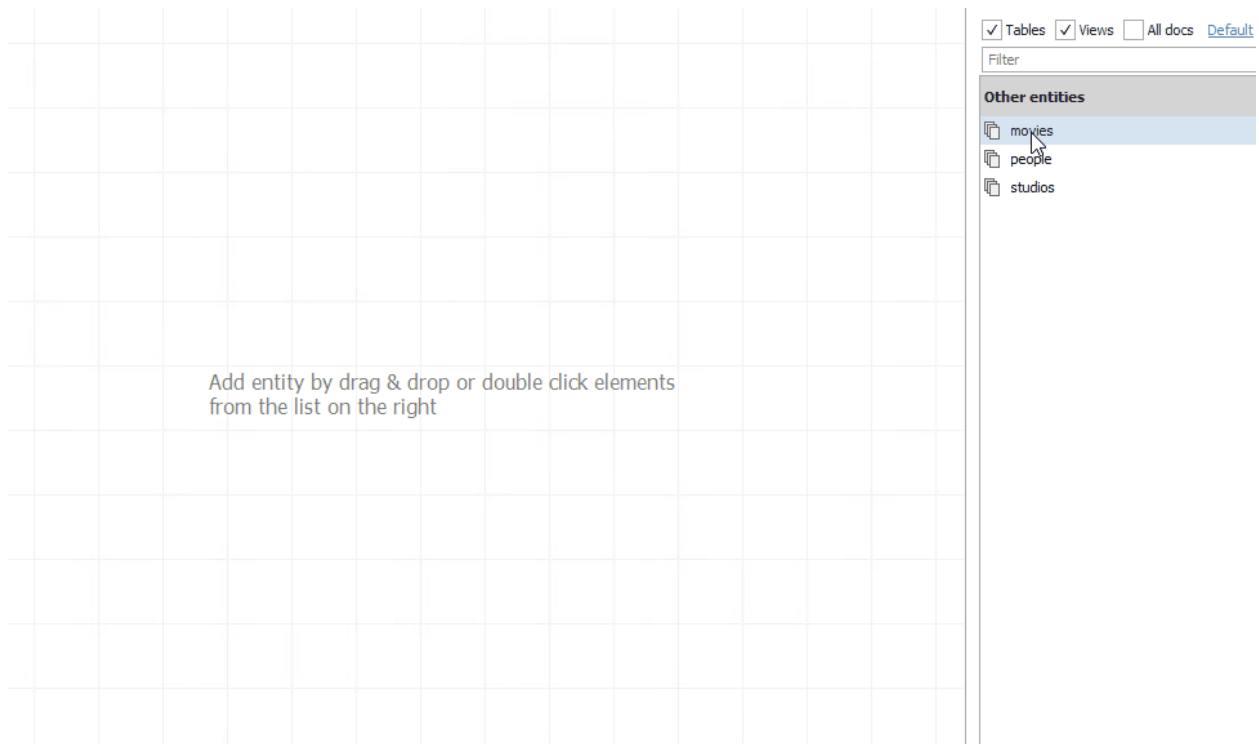 Tables Views All docs Default
Filter
Other entities
movies
people
studios
Add entity by drag & drop or double click elements
from the list on the right